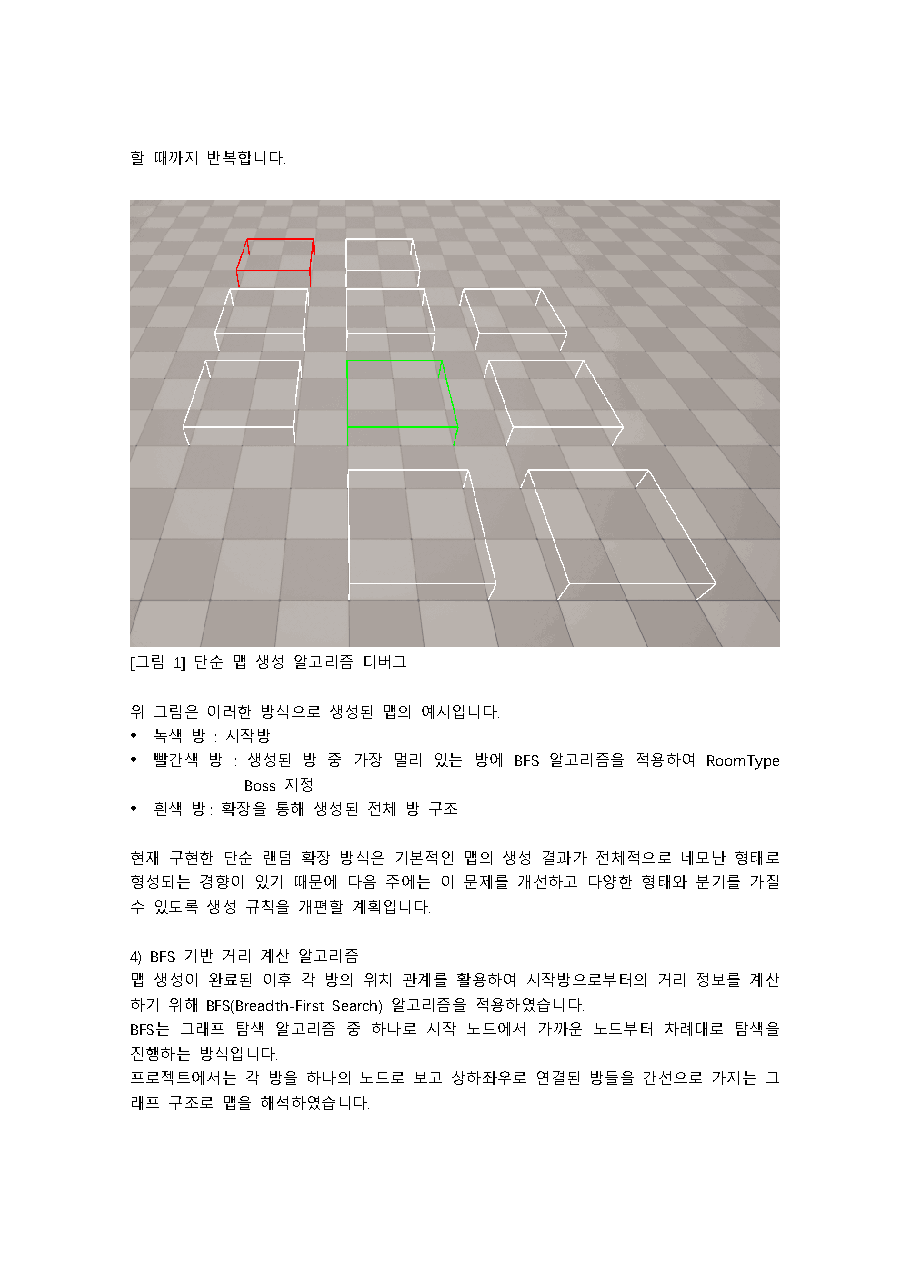 할 때까지 반복합니다.
[그림 1] 단순 맵 생성 알고리즘 디버그
위 그림은 이러한 방식으로 생성된 맵의 예시입니다.
• 녹색 방 : 시작방
• 빨간색 방 : 생성된 방 중 가장 멀리 있는 방에 BFS 알고리즘을 적용하여 RoomType
Boss 지정
• 흰색 방: 확장을 통해 생성된 전체 방 구조
현재 구현한 단순 랜덤 확장 방식은 기본적인 맵의 생성 결과가 전체적으로 네모난 형태로
형성되는 경향이 있기 때문에 다음 주에는 이 문제를 개선하고 다양한 형태와 분기를 가질
수 있도록 생성 규칙을 개편할 계획입니다.
4) BFS 기반 거리 계산 알고리즘
맵 생성이 완료된 이후 각 방의 위치 관계를 활용하여 시작방으로부터의 거리 정보를 계산
하기 위해 BFS(Breadth-First Search) 알고리즘을 적용하였습니다.
BFS는 그래프 탐색 알고리즘 중 하나로 시작 노드에서 가까운 노드부터 차례대로 탐색을
진행하는 방식입니다.
프로젝트에서는 각 방을 하나의 노드로 보고 상하좌우로 연결된 방들을 간선으로 가지는 그
래프 구조로 맵을 해석하였습니다.